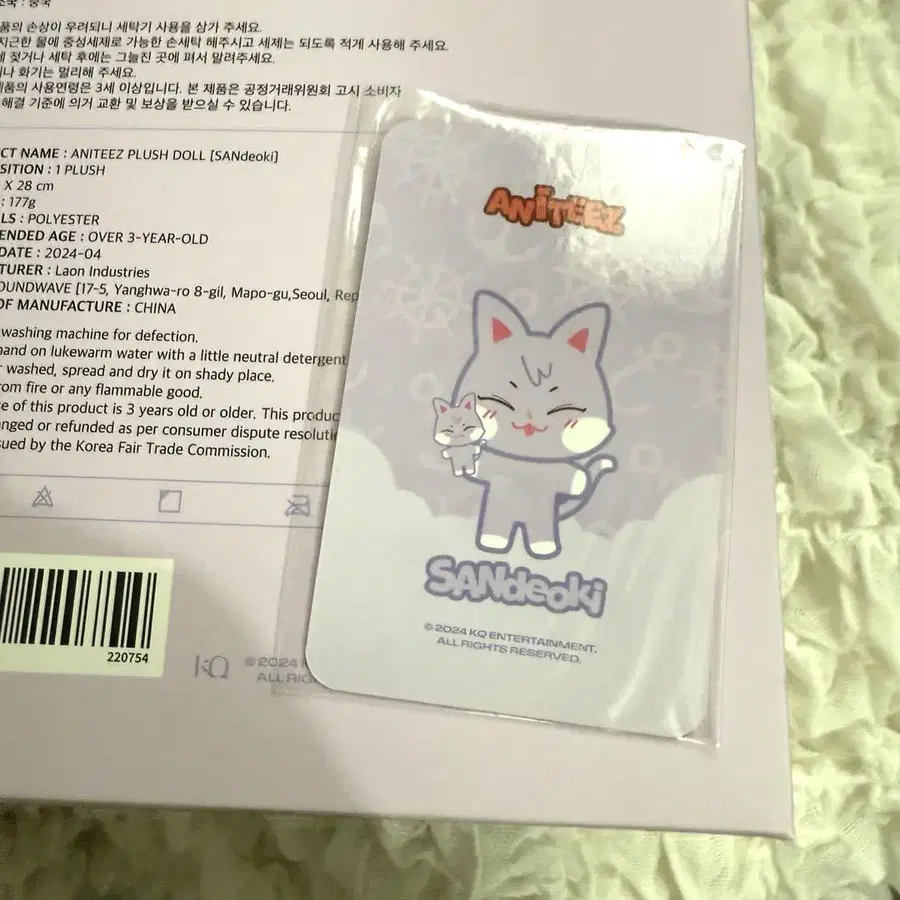 국 : 중국
품의 손상이 우려되니 세탁기 사용을 삼가 주세요.
지근한 물에 중성세제로 가능한 손세탁 해주시고 세제는 되도록 적게 사용해 주세요.
에 젖거나 세탁 후에는 그늘진 곳에 펴서 말려주세요.
이나 화기는 멀리해 주세요.
제품의 사용연령은 3세 이상입니다. 본 제품은 공정거래위원회 고시 소비자
해결 기준에 의거 교환 및 보상을 받으실 수 있습니다.
CT NAME : ANITEEZ PLUSH DOLL [SANdeoki]
SITION : 1 PLUSH
X 28 cm
: 177g
LS : POLYESTER
ENDED AGE : OVER 3-YEAR-OLD
DATE : 2024-04
TURER : Laon Industries
OUNDWAVE [17-5, Yanghwa-ro 8-gil, Mapo-gu,Seoul, Rep
OF MANUFACTURE : CHINA
washing machine for defection.
hand on lukewarm water with a little neutral detergent
r washed, spread and dry it on shady place.
rom fire or any flammable good.
ge of this product is 3 years old or older. This produc
anged or refunded as per consumer dispute resolutio
sued by the Korea Fair Trade Commission.
220754
KQ
©2024 K
ALL RIG
ANITEEZ
SANdeoki
©2024 KQ ENTERTAINMENT.
ALL RIGHTS RESERVED.